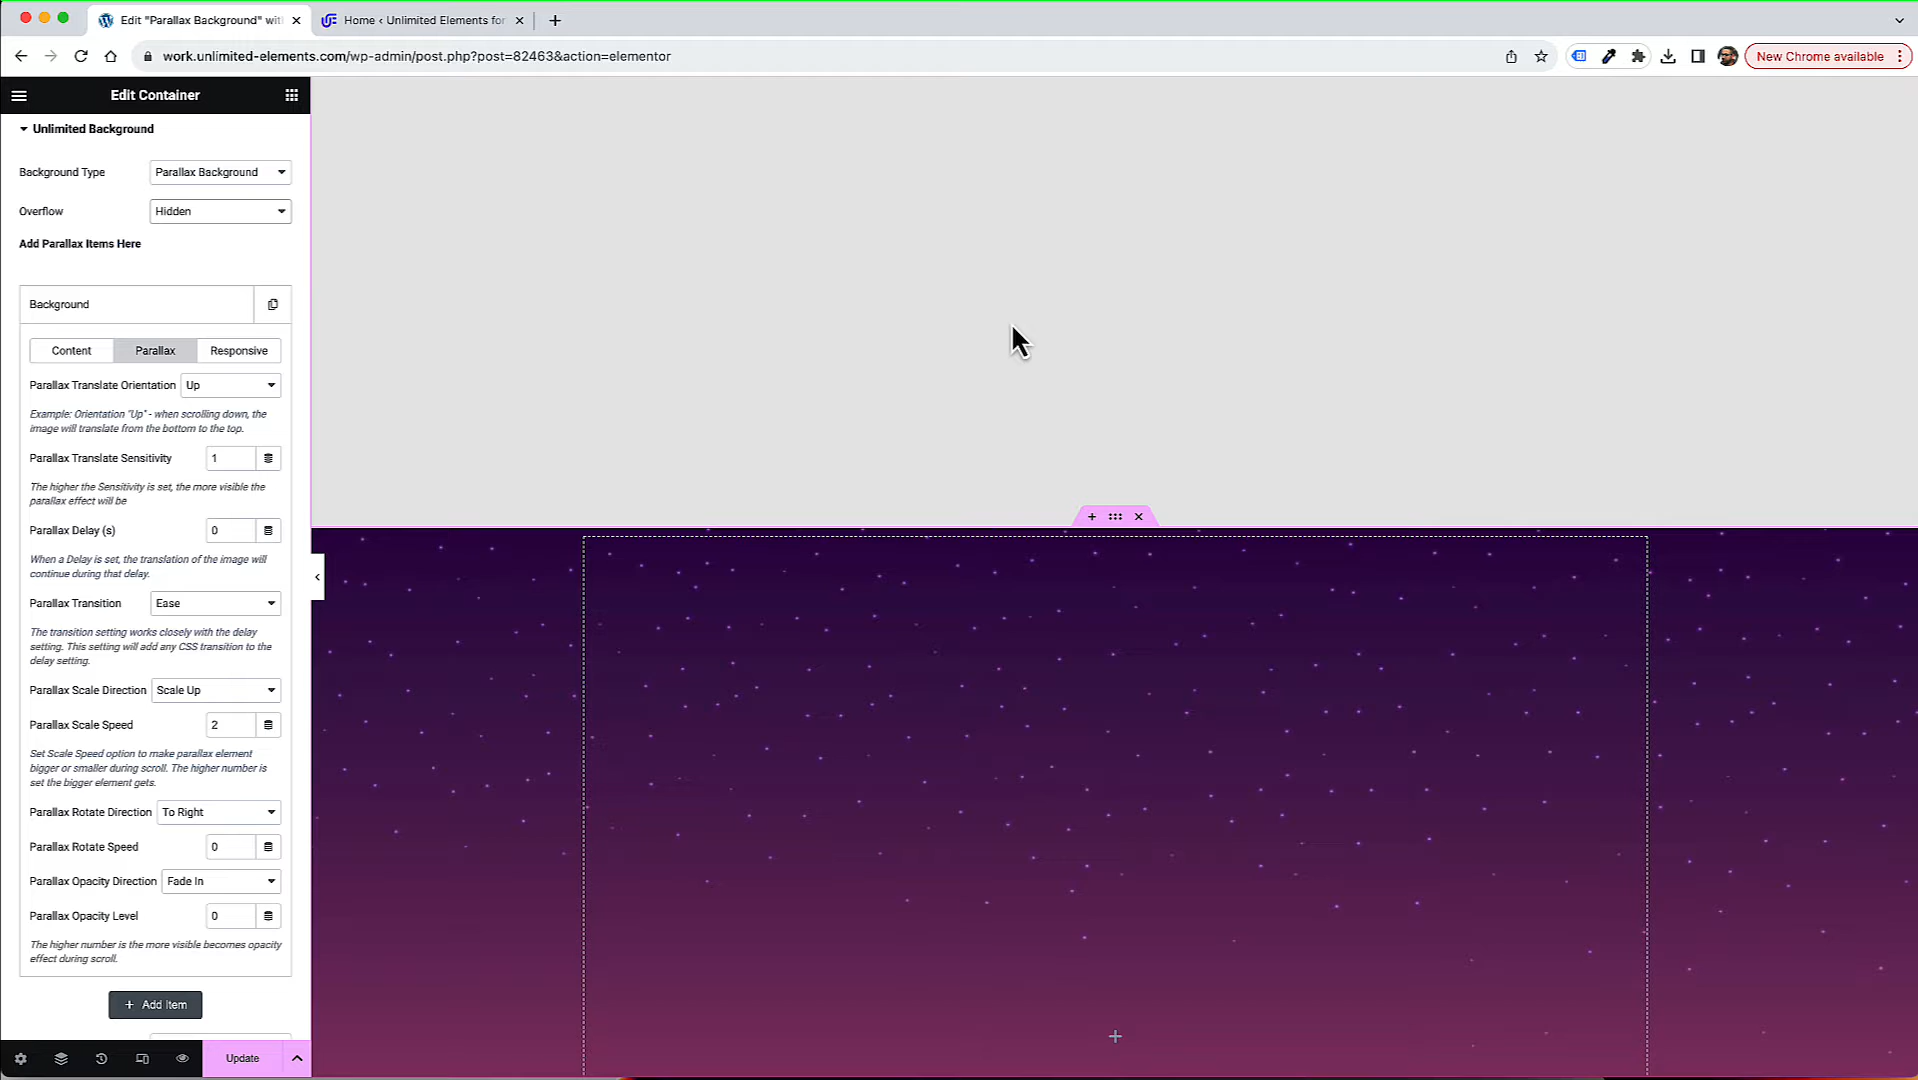 Edit "Parallax Background" wit
Home ‹ Unlimited Elements for
work.unlimited-elements.com/wp-admin/post.php?post=82463&action=elementor
New Chrome available
Edit Container
Unlimited Background
Background Type
Parallax Background
Overflow
Hidden
Add Parallax Items Here
Background
Content
Parallax
Responsive
Parallax Translate Orientation
Up
Example: Orientation "Up" - when scrolling down, the
image will translate from the bottom to the top.
Parallax Translate Sensitivity
1
The higher the Sensitivity is set, the more visible the
parallax effect will be
Parallax Delay (s)
0
When a Delay is set, the translation of the image will
continue during that delay.
Parallax Transition
Ease
The transition setting works closely with the delay
setting. This setting will add any CSS transition to the
delay setting.
Parallax Scale Direction
Scale Up
Parallax Scale Speed
2
Set Scale Speed option to make parallax element
bigger or smaller during scroll. The higher number is
set the bigger element gets.
Parallax Rotate Direction
To Right
Parallax Rotate Speed
0
Parallax Opacity Direction
Fade In
Parallax Opacity Level
0
The higher number is the more visible becomes opacity
effect during scroll.
+ Add Item
Update